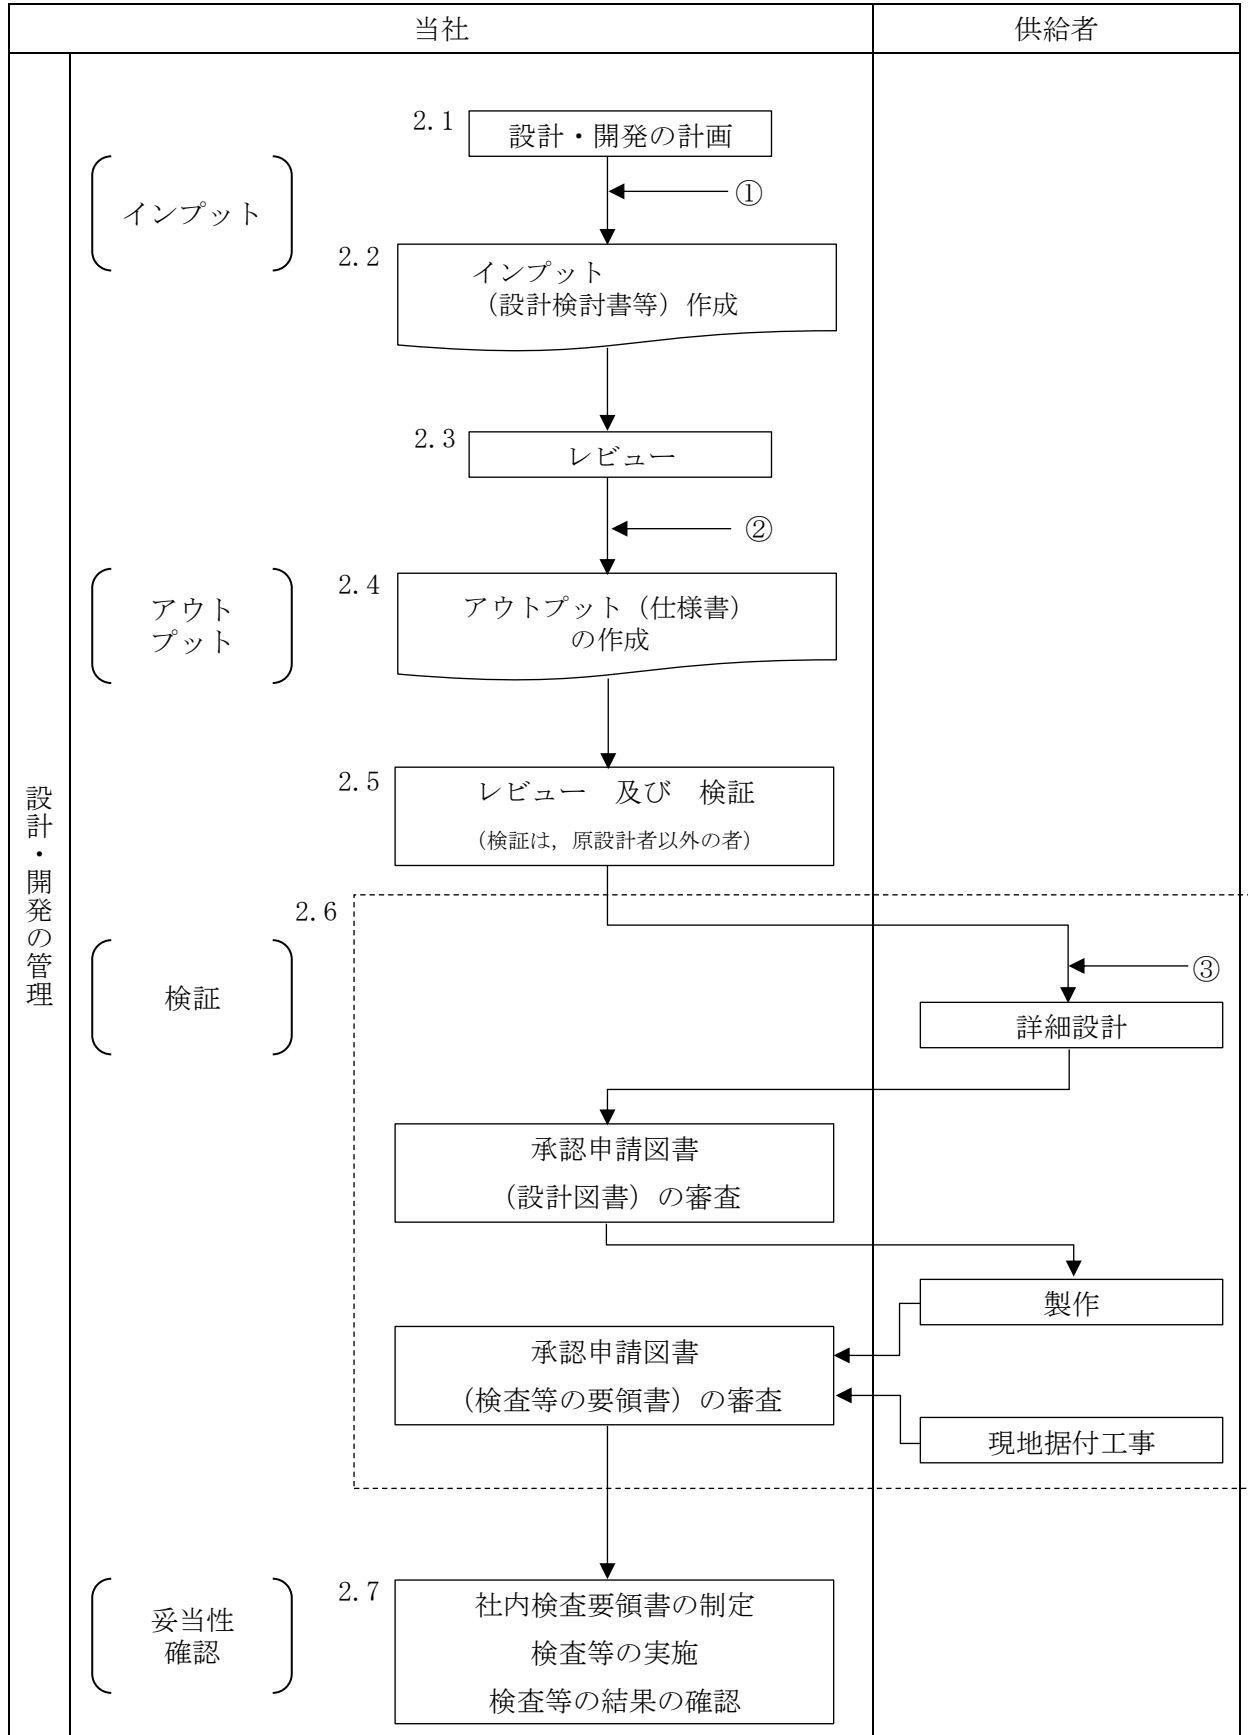 当社
供給者
設計・開発の管理
2.1
設計・開発の計画
①
インプット
2.2
インプット
（設計検討書等）作成
2.3
レビュー
②
アウト
プット
2.4
アウトプット（仕様書）
の作成
2.5
レビュー　及び　検証
（検証は，原設計者以外の者）
2.6
検証
③
詳細設計
承認申請図書
（設計図書）の審査
製作
承認申請図書
（検査等の要領書）の審査
現地据付工事
妥当性
確認
2.7
社内検査要領書の制定
検査等の実施
検査等の結果の確認